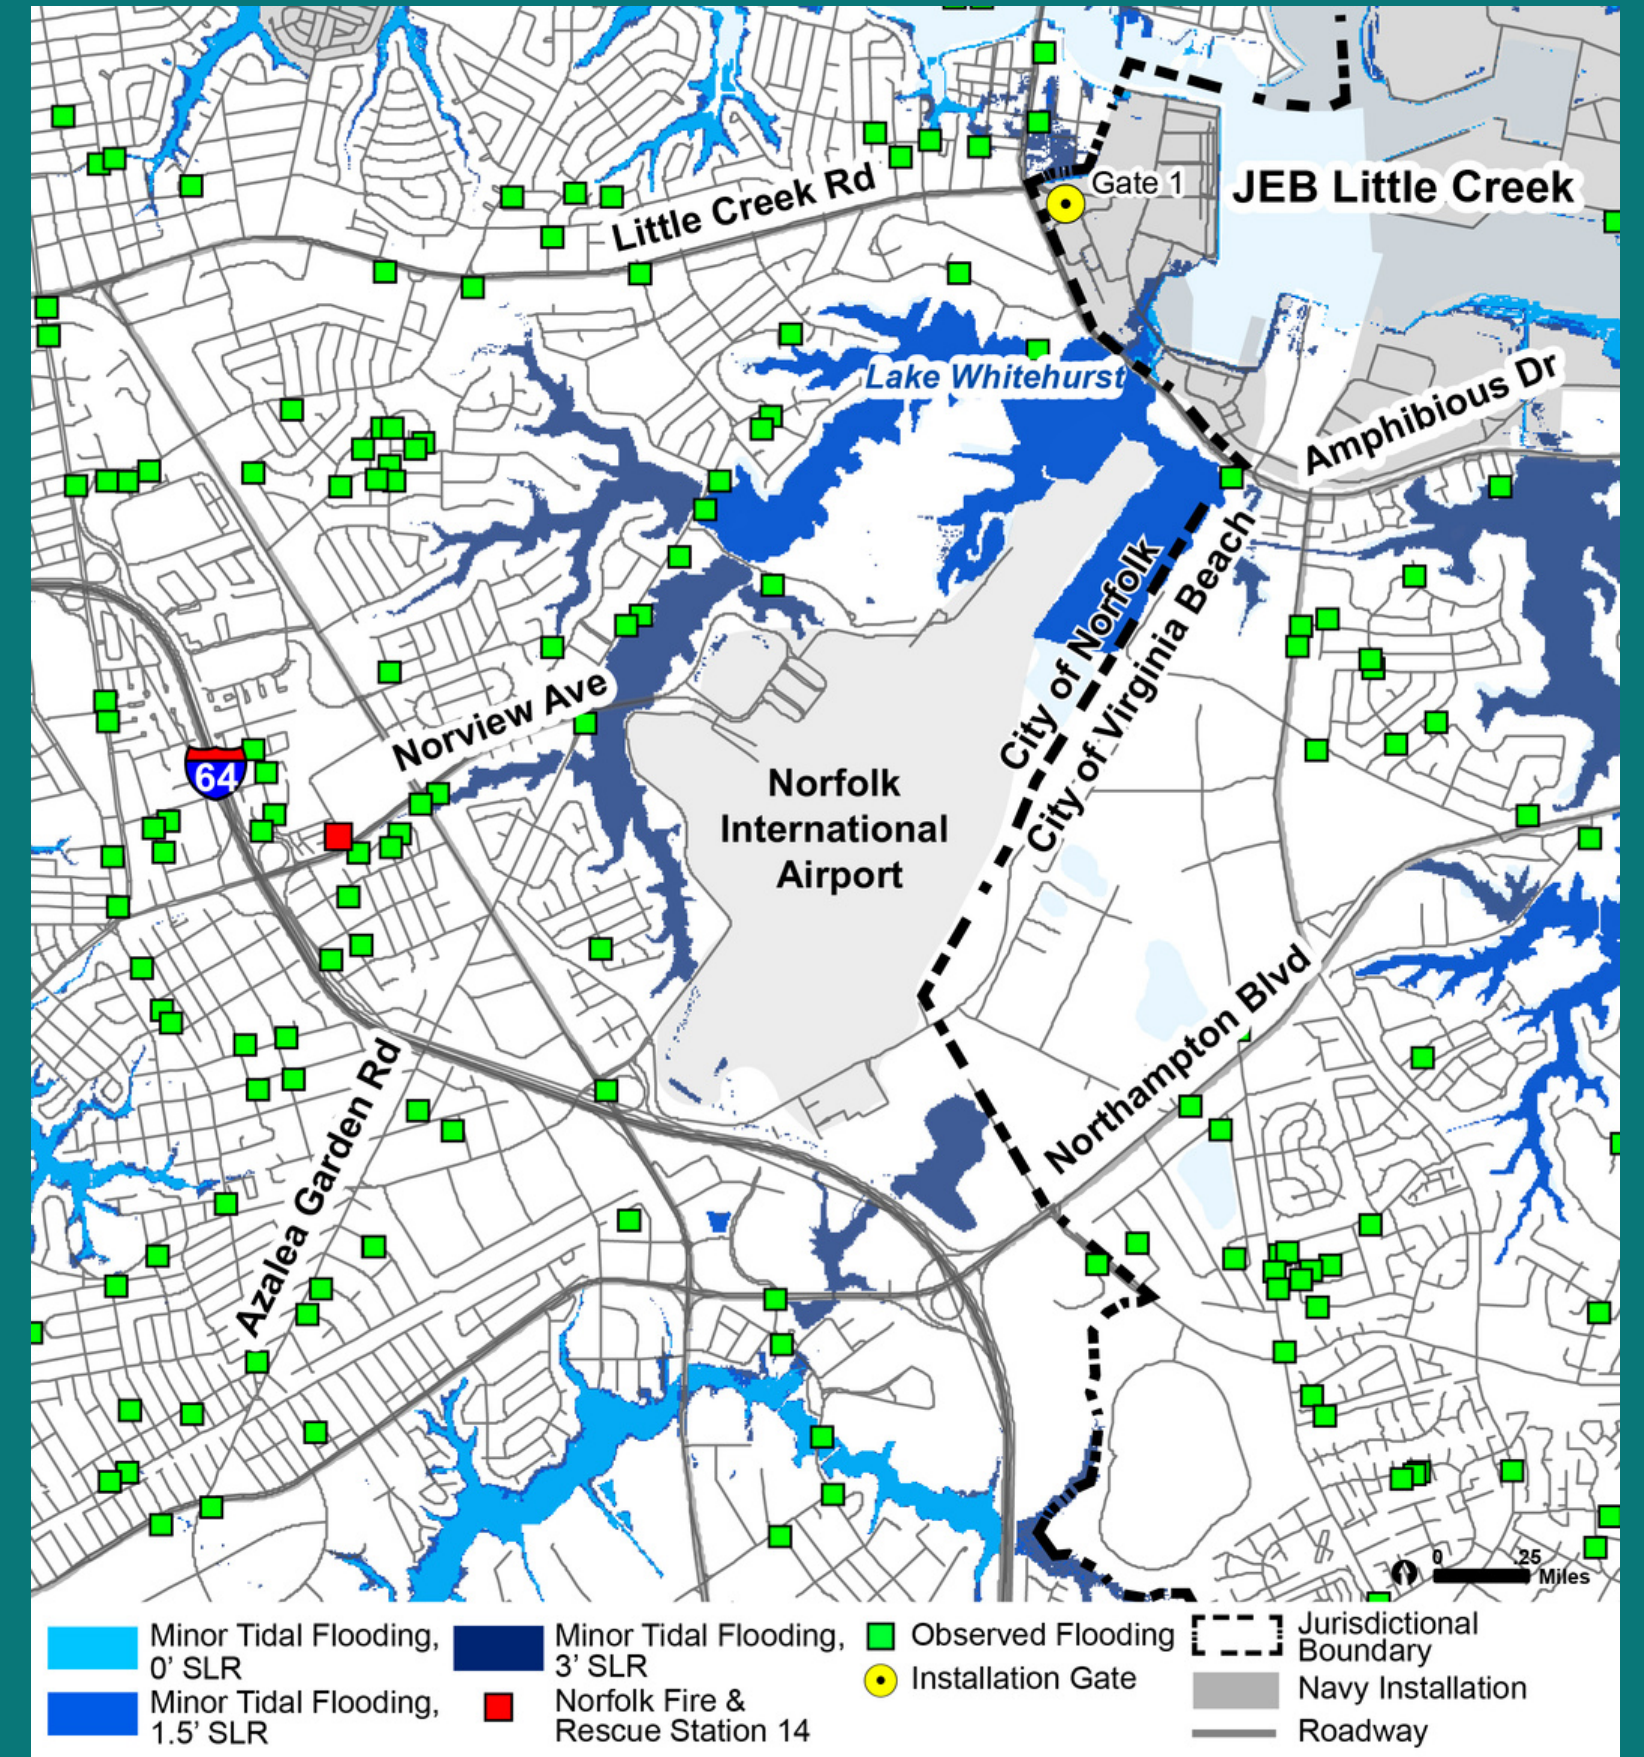 Little Creek Rd
Gate 1
JEB Little Creek
Lake Whitehurst
Amphibious Dr
City of Norfolk
City of Virginia Beach
Norview Ave
64
Norfolk
International
Airport
Northampton Blvd
Azalea Garden Rd
0 .25
Miles
Minor Tidal Flooding,
0' SLR
Minor Tidal Flooding,
1.5' SLR
Minor Tidal Flooding,
3' SLR
Norfolk Fire &
Rescue Station 14
Observed Flooding
Installation Gate
Jurisdictional
Boundary
Navy Installation
Roadway